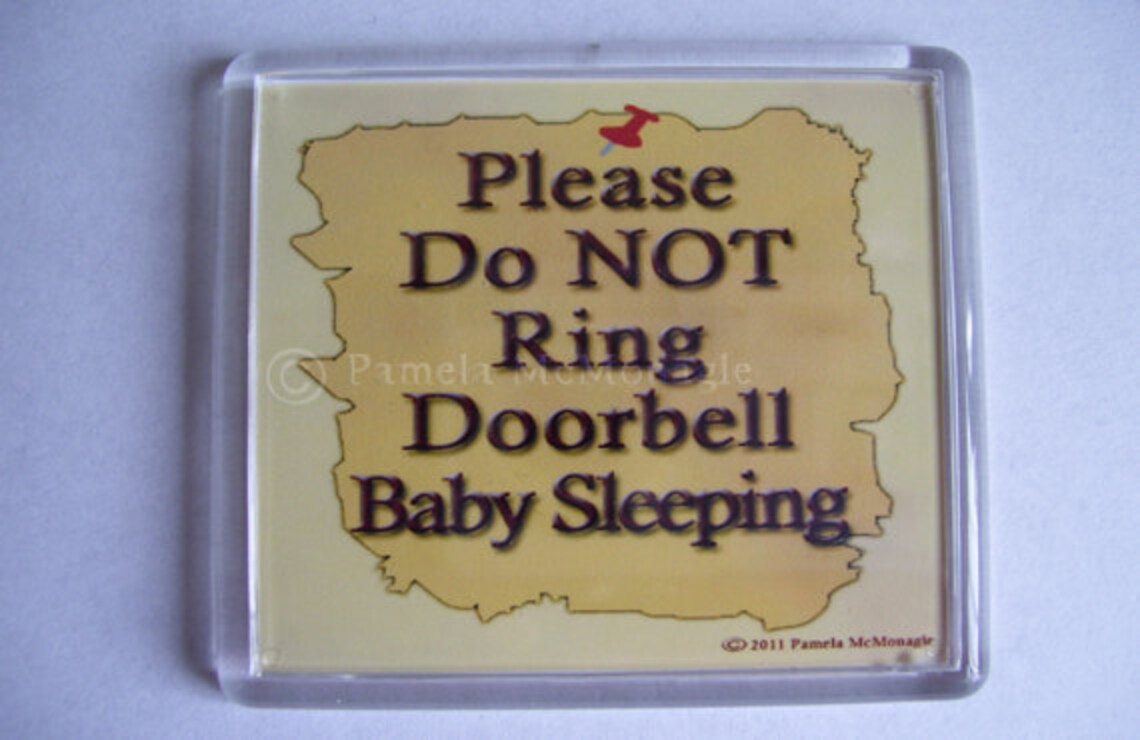 Please
Do NOT
Ring
© Pamela McMonagle
Doorbell
Baby Sleeping
© 2011 Pamela McMonagle